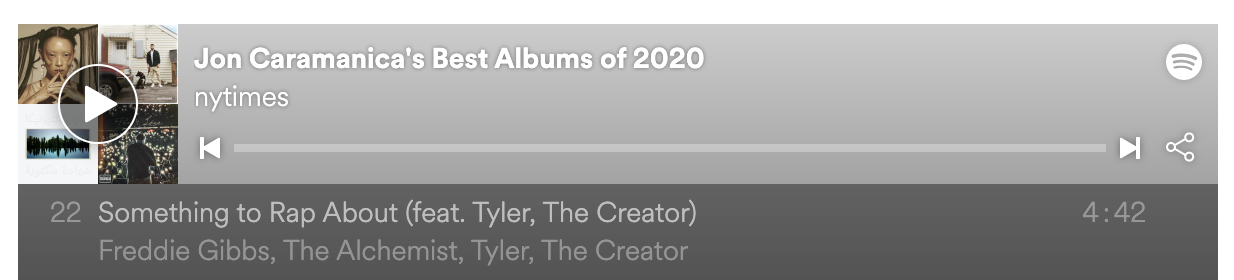 Jon Caramanica's Best Albums of 2020
nytimes
22 Something to Rap About (feat. Tyler, The Creator) 4:42
Freddie Gibbs, The Alchemist, Tyler, The Creator